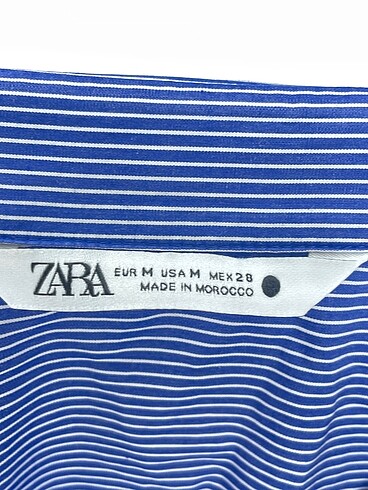 ZARA
EUR M USA M MEX 28
MADE IN MOROCCO